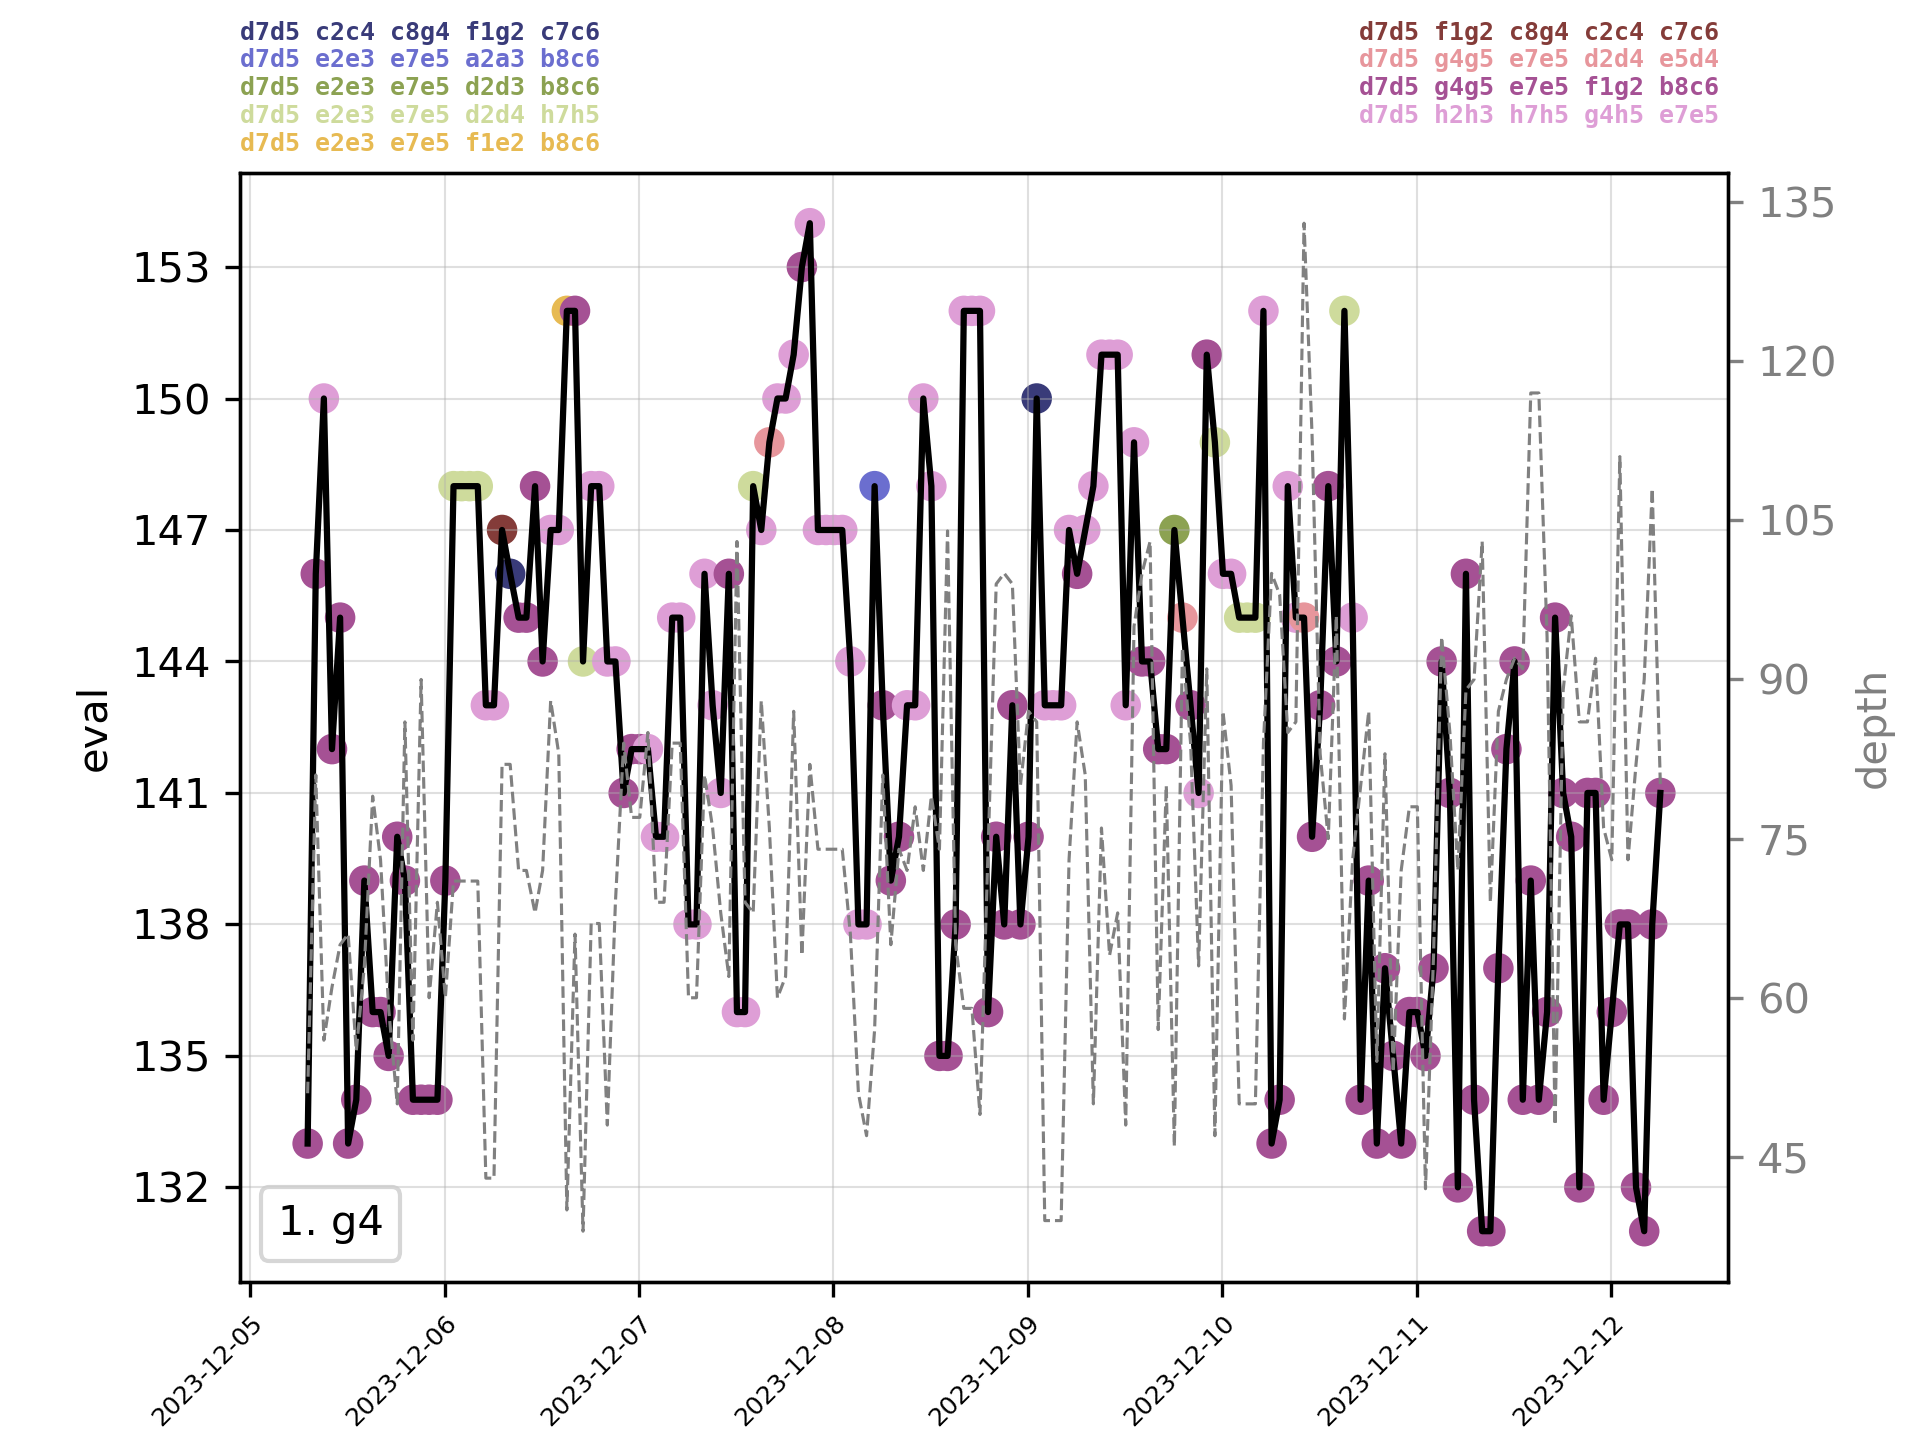 d7d5 c2c4 c8g4 f1g2 c7c6
d7d5 e2e3 e7e5 a2a3 b8c6
d7d5 e2e3 e7e5 d2d3 b8c6
d7d5 e2e3 e7e5 d2d4 h7h5
d7d5 e2e3 e7e5 f1e2 b8c6
d7d5 f1g2 c8g4 c2c4 c7c6
d7d5 g4g5 e7e5 d2d4 e5d4
d7d5 g4g5 e7e5 f1g2 b8c6
d7d5 h2h3 h7h5 g4h5 e7e5
153
150
147
144
141
138
135
132
eval
135
120
105
90
75
60
45
depth
1. g4
2023-12-05
2023-12-06
2023-12-07
2023-12-08
2023-12-09
2023-12-10
2023-12-11
2023-12-12